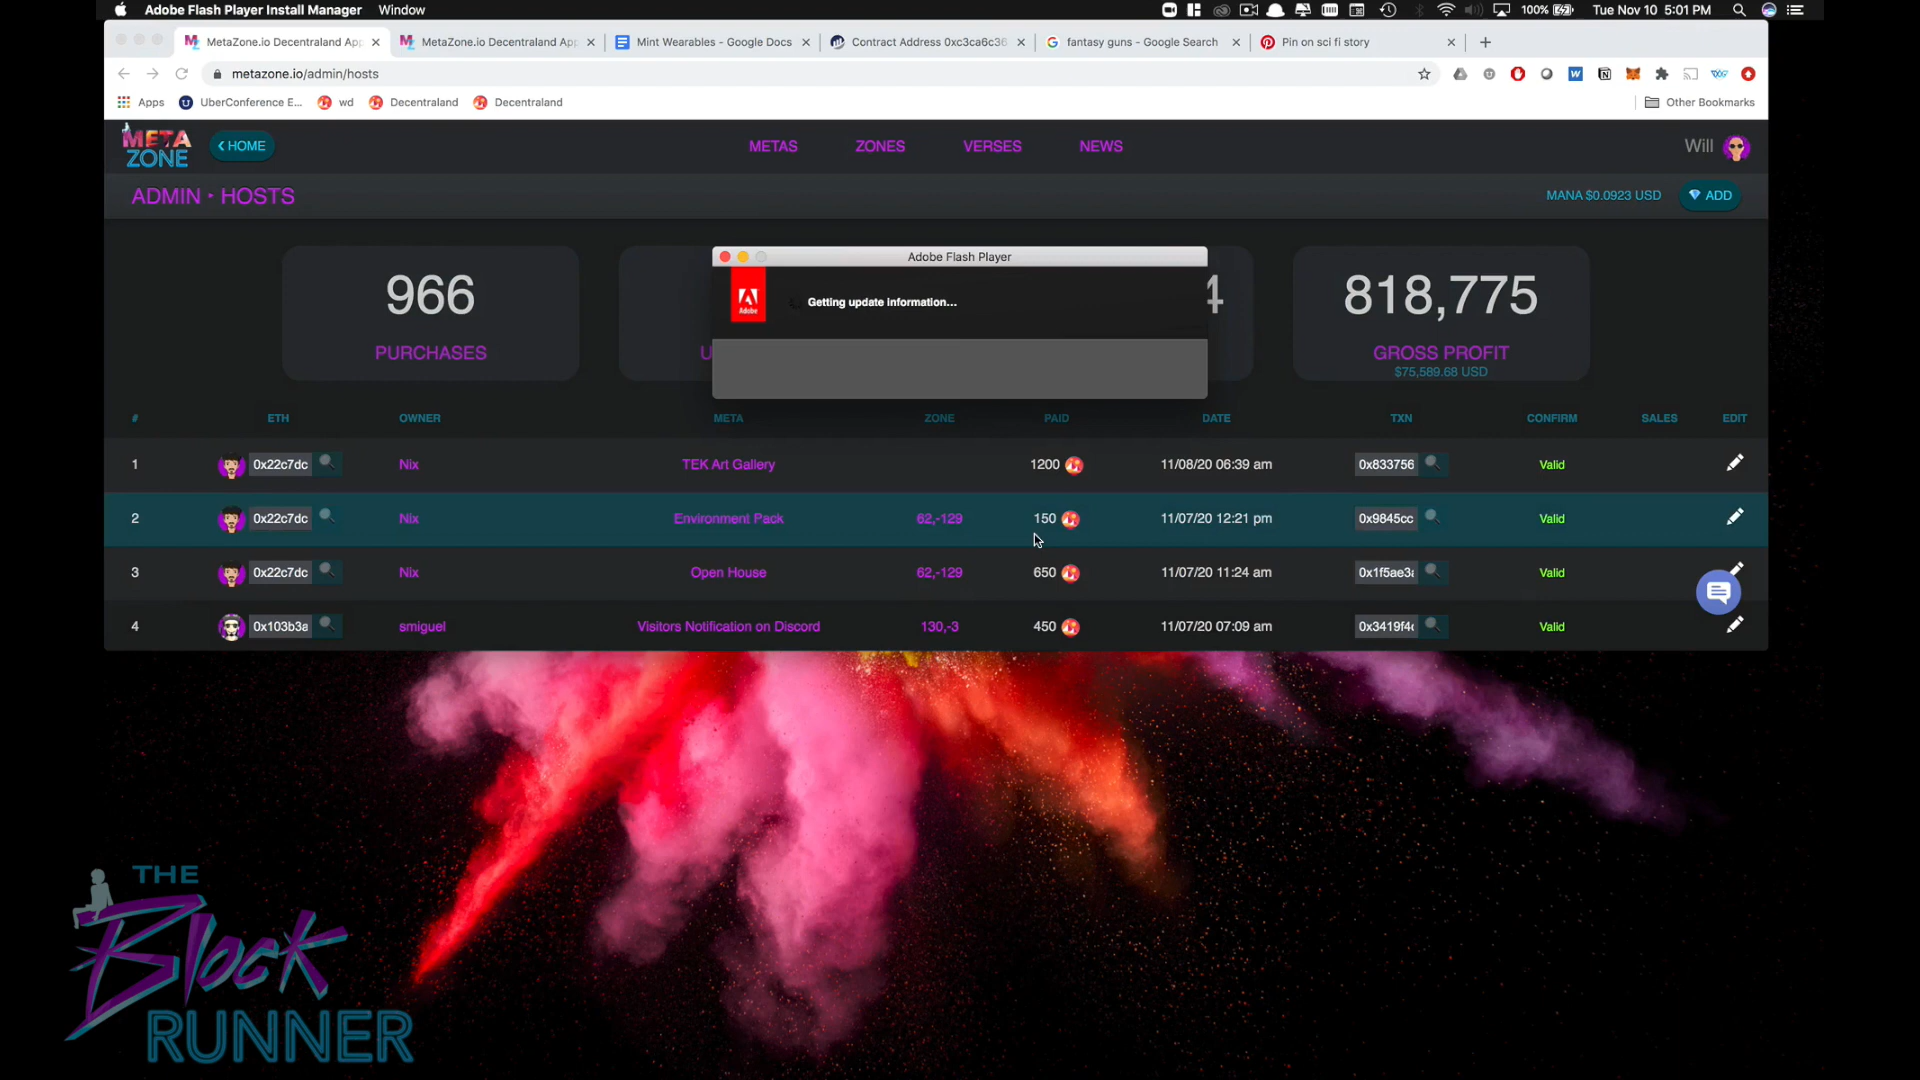 Adobe Flash Player Install Manager Window 100% Tue Nov 10 5:01 PM
MetaZone.io Decentraland App MetaZone.io Decentraland App Mint Wearables - Google Docs Contract Address 0xc3ca6c36 fantasy guns - Google Search Pin on sci fi story
metazone.io/admin/hosts
Apps UberConference E... wd Decentraland Decentraland Other Bookmarks
META ZONE HOME METAS ZONES VERSES NEWS Will
ADMIN HOSTS MANA $0.0923 USD ADD
Adobe Flash Player
Adobe Getting update information...
966 4 818,775
PURCHASES U GROSS PROFIT
$75,589.68 USD
# ETH OWNER META ZONE PAID DATE TXN CONFIRM SALES EDIT
1 0x22c7dc Nix TEK Art Gallery 1200 11/08/20 06:39 am 0x833756 Valid
2 0x22c7dc Nix Environment Pack 62,-129 150 11/07/20 12:21 pm 0x9845cc Valid
3 0x22c7dc Nix Open House 62,-129 650 11/07/20 11:24 am 0x1f5ae3a Valid
4 0x103b3a smiguel Visitors Notification on Discord 130,-3 450 11/07/20 07:09 am 0x3419f4c Valid
THE
Block
RUNNER